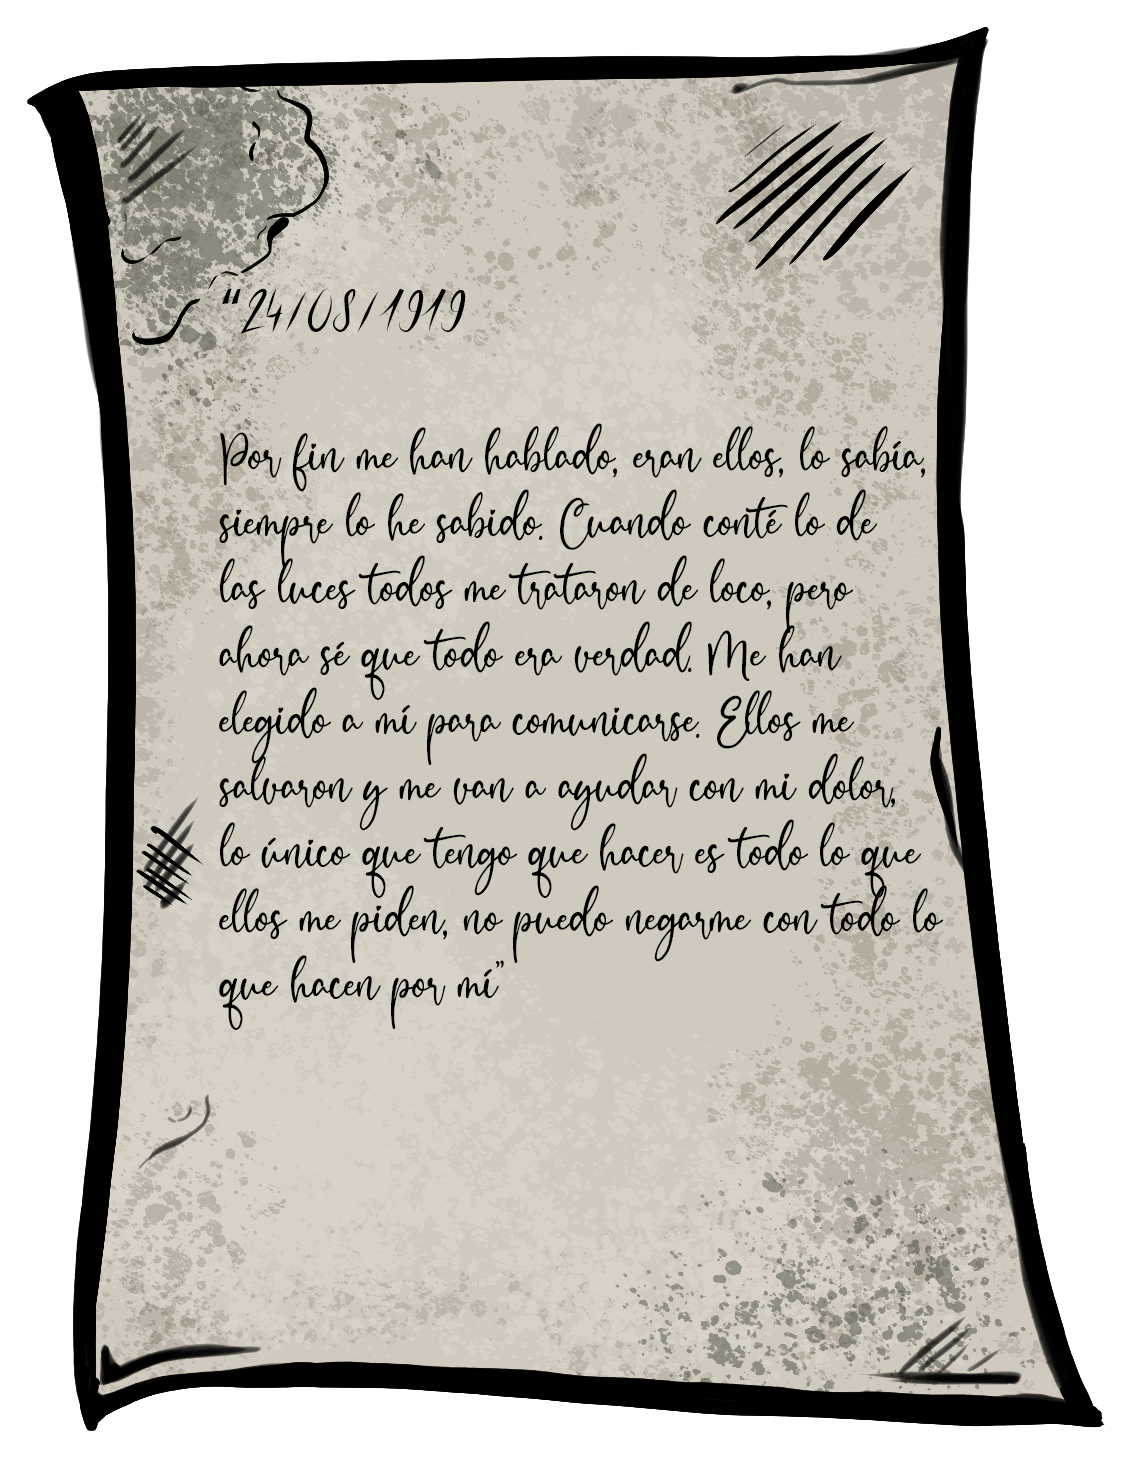 “24/08/1919
Por fin me han hablado, eran ellos, lo sabía,
siempre lo he sabido. Cuando conté lo de
las luces todos me trataron de loco, pero
ahora sé que todo era verdad. Me han
elegido a mí para comunicarse. Ellos me
salvaron y me van a ayudar con mi dolor,
lo único que tengo que hacer es todo lo que
ellos me piden, no puedo negarme con todo lo
que hacen por mí”